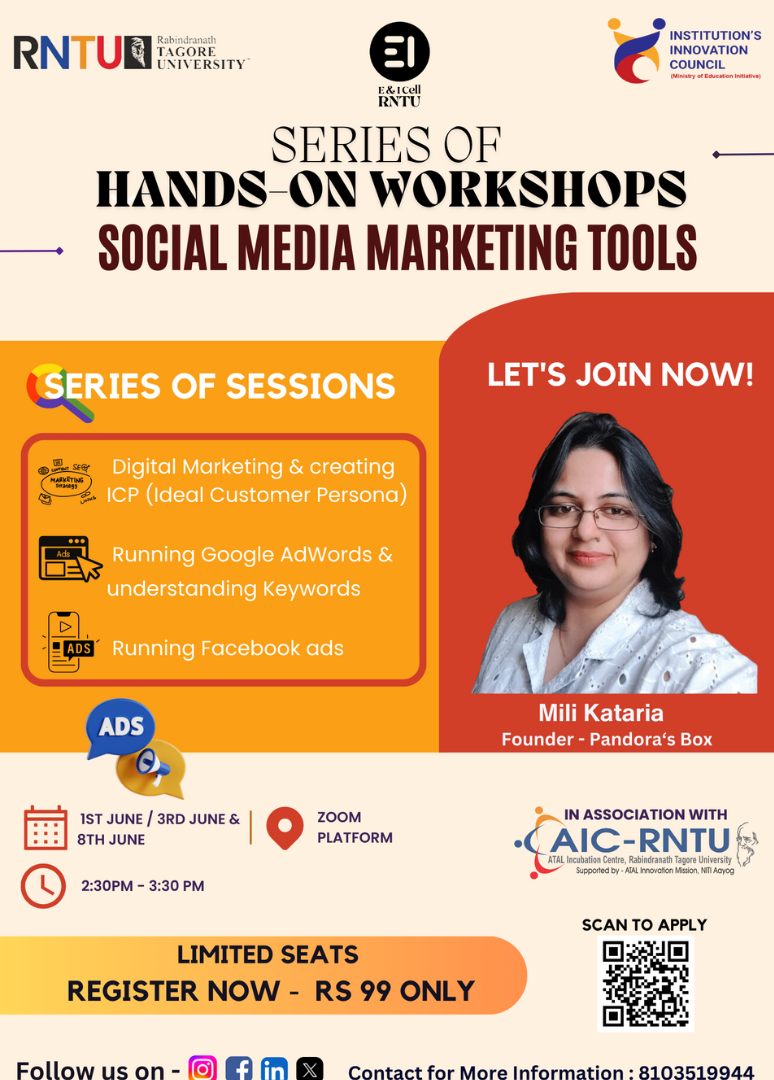 RNTU
Rabindranath
TAGORE
UNIVERSITY
EI
E & I Cell
RNTU
INSTITUTION'S
INNOVATION
COUNCIL
(Ministry of Education Initiative)
SERIES OF
HANDS-ON WORKSHOPS
SOCIAL MEDIA MARKETING TOOLS
SERIES OF SESSIONS
LET'S JOIN NOW!
MARKETING
Strategy
Digital Marketing & creating
ICP (Ideal Customer Persona)
Ads
Running Google AdWords &
understanding Keywords
ADS
Running Facebook ads
Mili Kataria
Founder - Pandora‘s Box
ADS
1ST JUNE / 3RD JUNE &
8TH JUNE
ZOOM
PLATFORM
2:30PM - 3:30 PM
IN ASSOCIATION WITH
AIC-RNTU
ATAL Incubation Centre, Rabindranath Tagore University
Supported by - ATAL Innovation Mission, NITI Aayog
SCAN TO APPLY
LIMITED SEATS
REGISTER NOW - RS 99 ONLY
Follow us on -
Contact for More Information : 8103519944